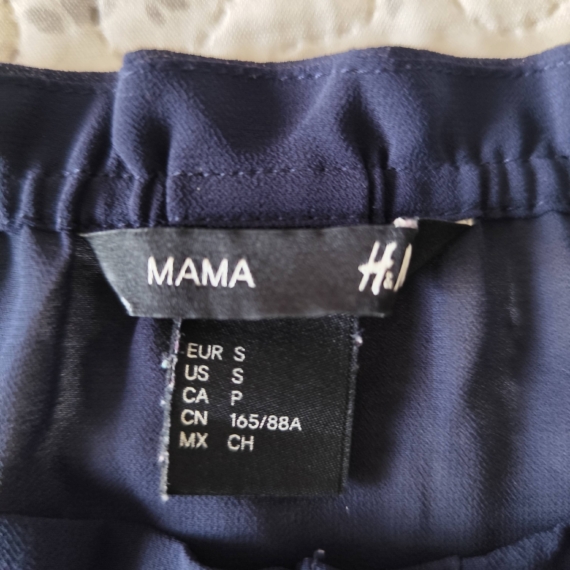 MAMA H&M
EUR S
US S
CA P
CN 165/88A
MX CH